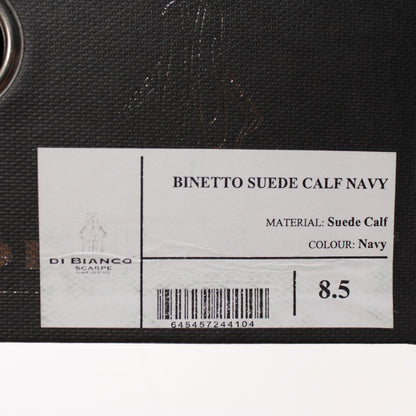 BINETTO SUEDE CALF NAVY
MATERIAL: Suede Calf
COLOUR: Navy
DI BIANCO
SCARPE
8.5
645457244104